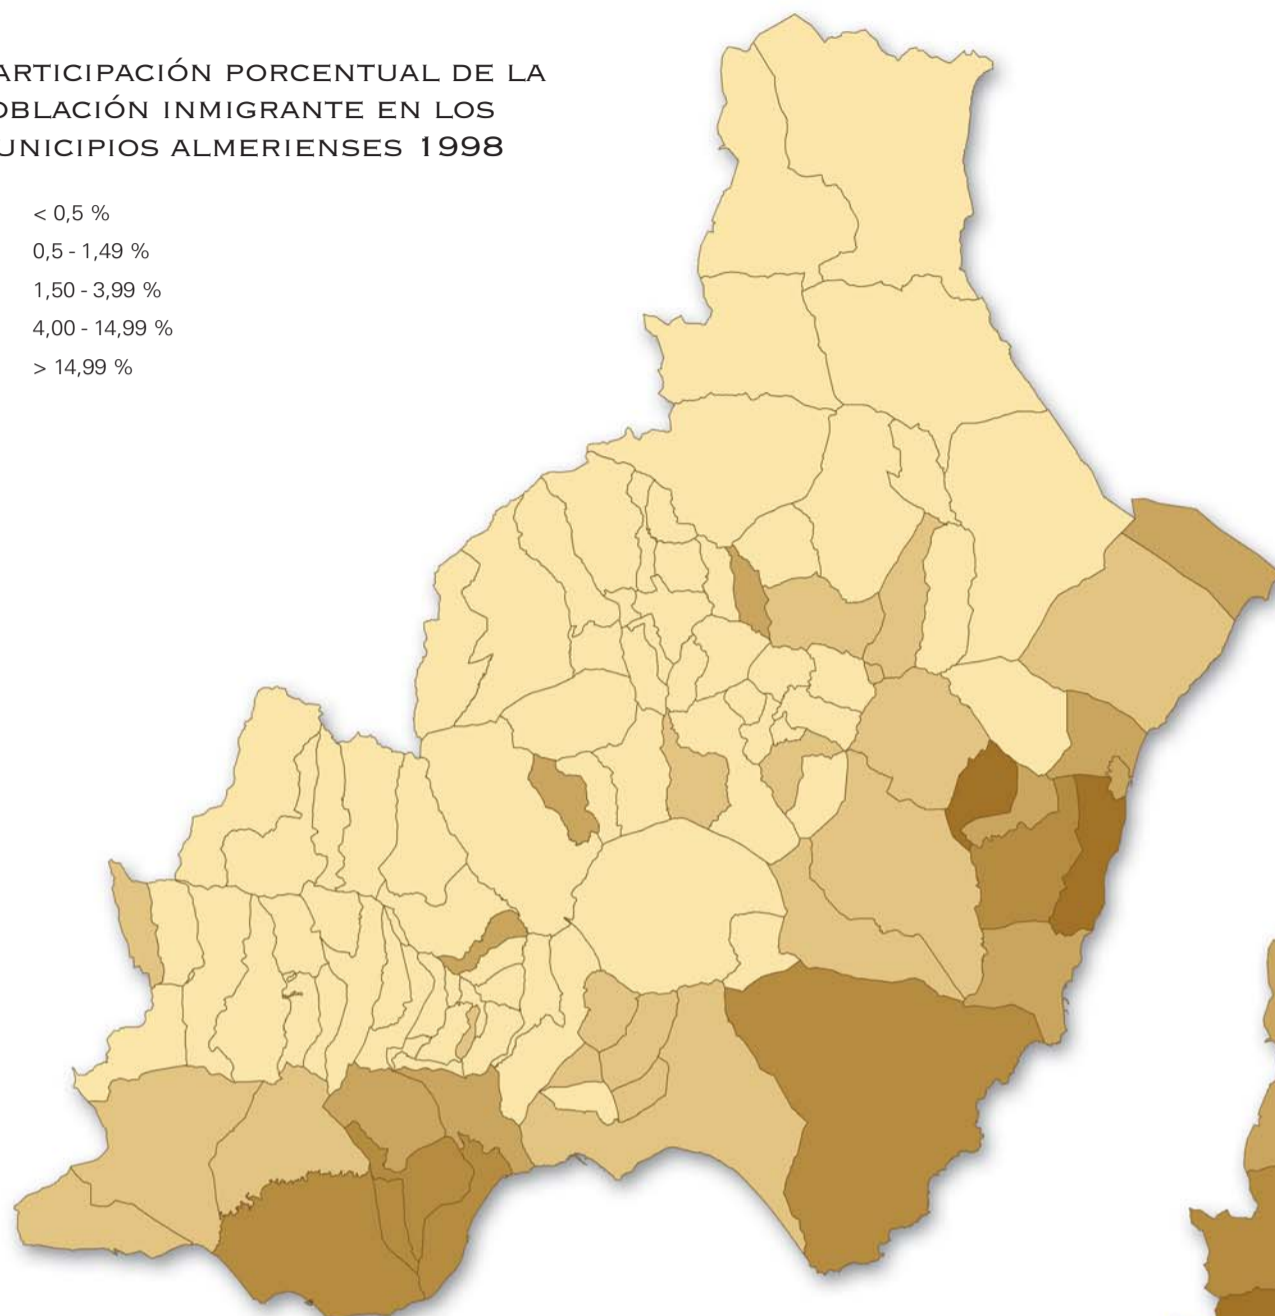 ARTICIPACIÓN PORCENTUAL DE LA
OBLACIÓN INMIGRANTE EN LOS
UNICIPIOS ALMERIENSES 1998
< 0,5 %
0,5 - 1,49 %
1,50 - 3,99 %
4,00 - 14,99 %
> 14,99 %